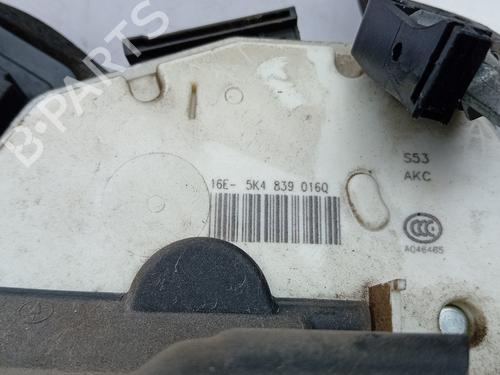 B-PARTS
16E- 5K4 839 016Q
S53
AKC
CCC
A046465